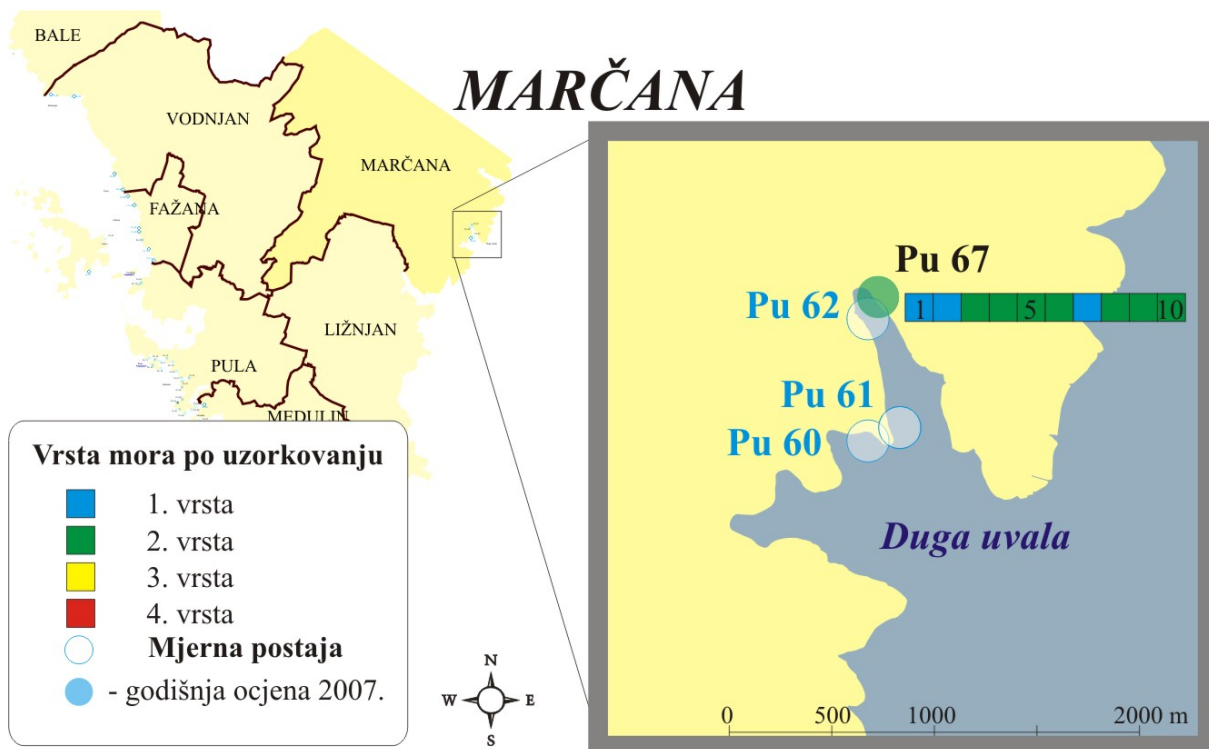 MARČANA
BALE
VODNJAN
MARČANA
FAŽANA
LIŽNJAN
PULA
MEDULIN
Vrsta mora po uzorkovanju
1. vrsta
2. vrsta
3. vrsta
4. vrsta
Mjerna postaja
- godišnja ocjena 2007.
N
W E
S
Pu 67
Pu 62
1 5 10
Pu 61
Pu 60
Duga uvala
0 500 1000 2000 m